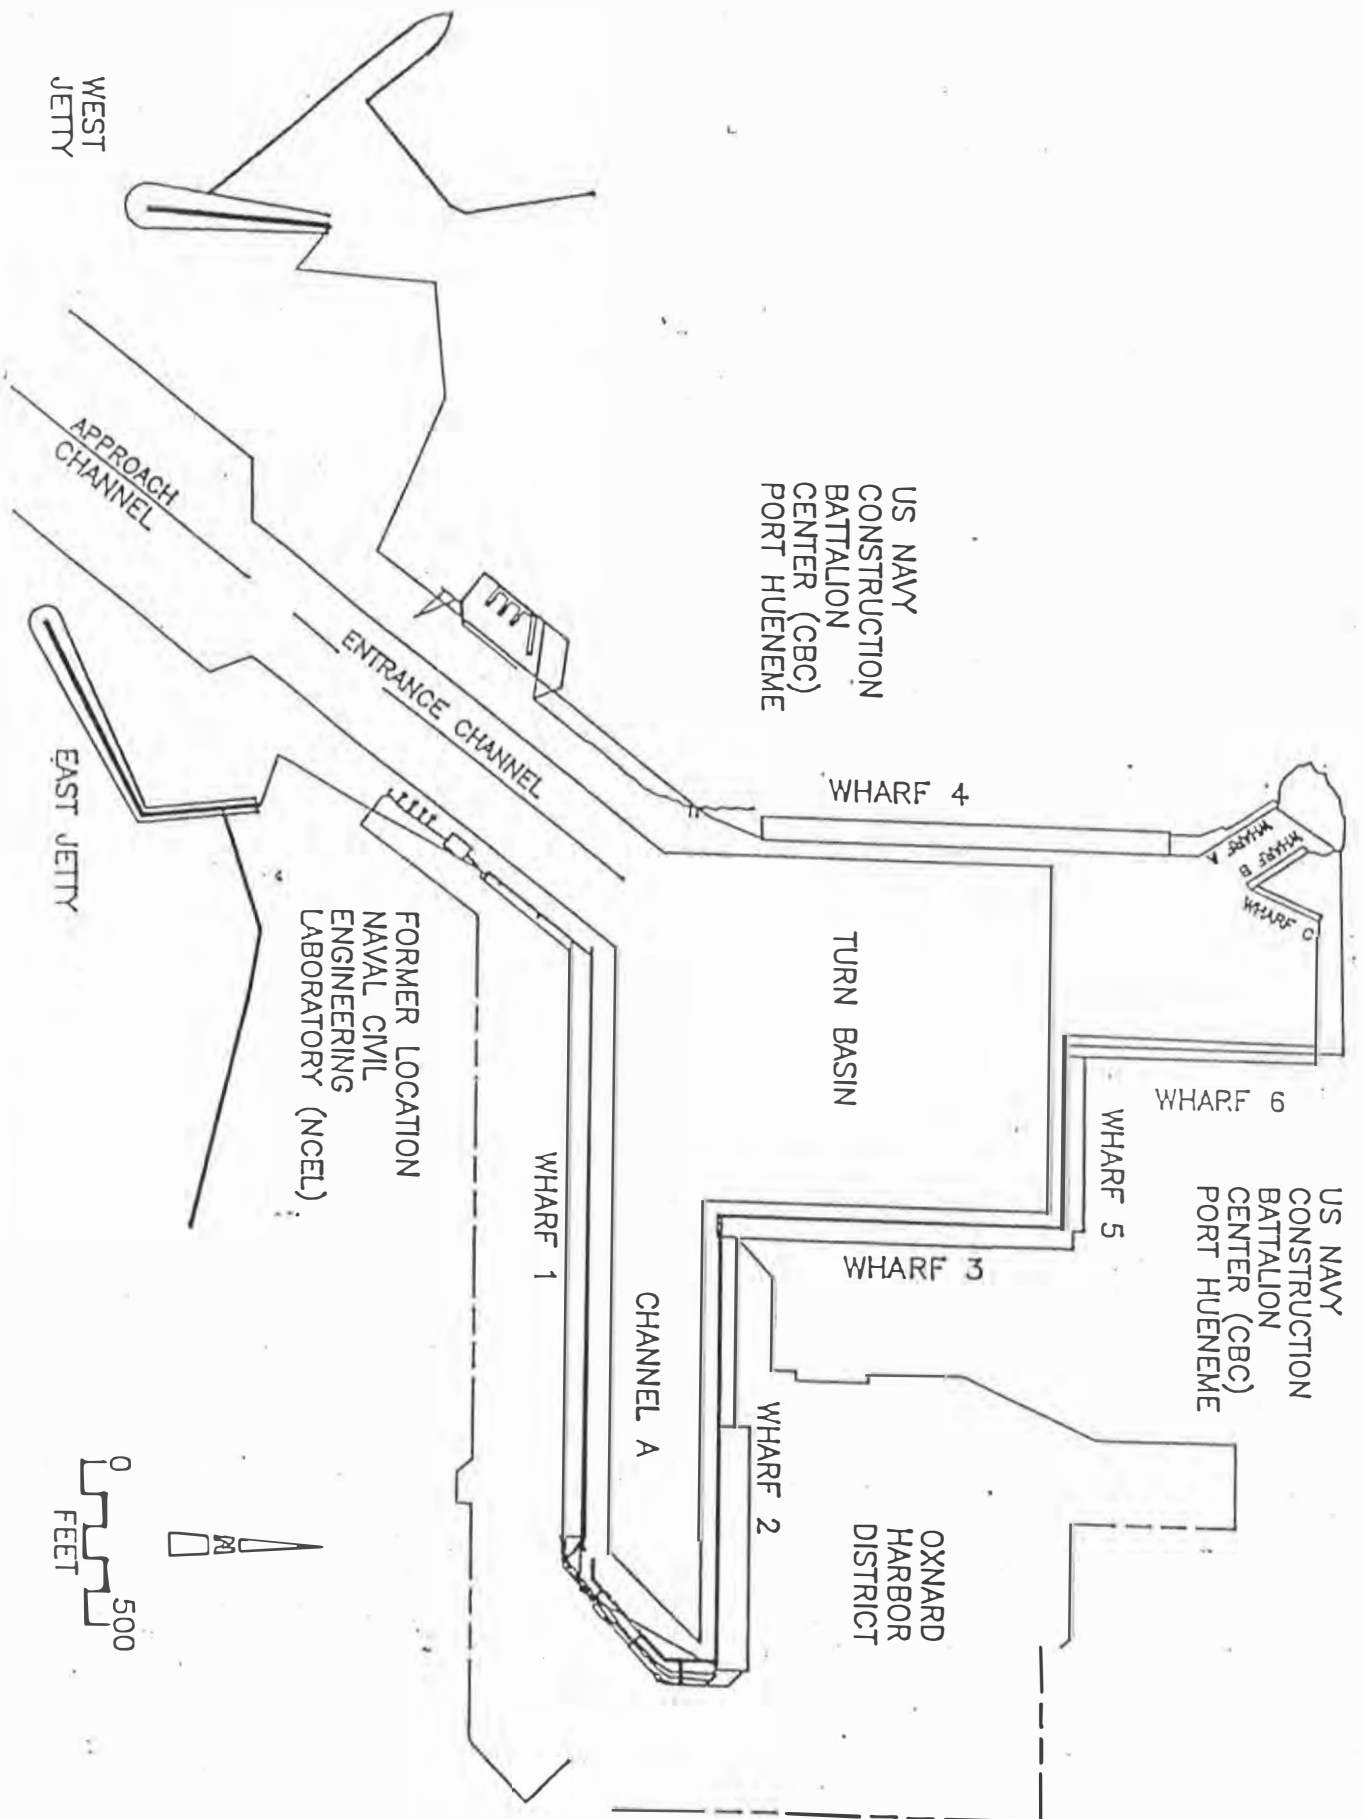 US NAVY
CONSTRUCTION
BATTALION
CENTER (CBC)
PORT HUENEME
WHARF A
WHARF B
WHARF C
WHARF 6
US NAVY
CONSTRUCTION
BATTALION
CENTER (CBC)
PORT HUENEME
WHARF 5
WHARF 4
TURN BASIN
WHARF 3
OXNARD
HARBOR
DISTRICT
WHARF 2
CHANNEL A
WHARF 1
ENTRANCE CHANNEL
FORMER LOCATION
NAVAL CIVIL
ENGINEERING
LABORATORY (NCEL)
WEST
JETTY
APPROACH
CHANNEL
EAST JETTY
N
0 500
FEET